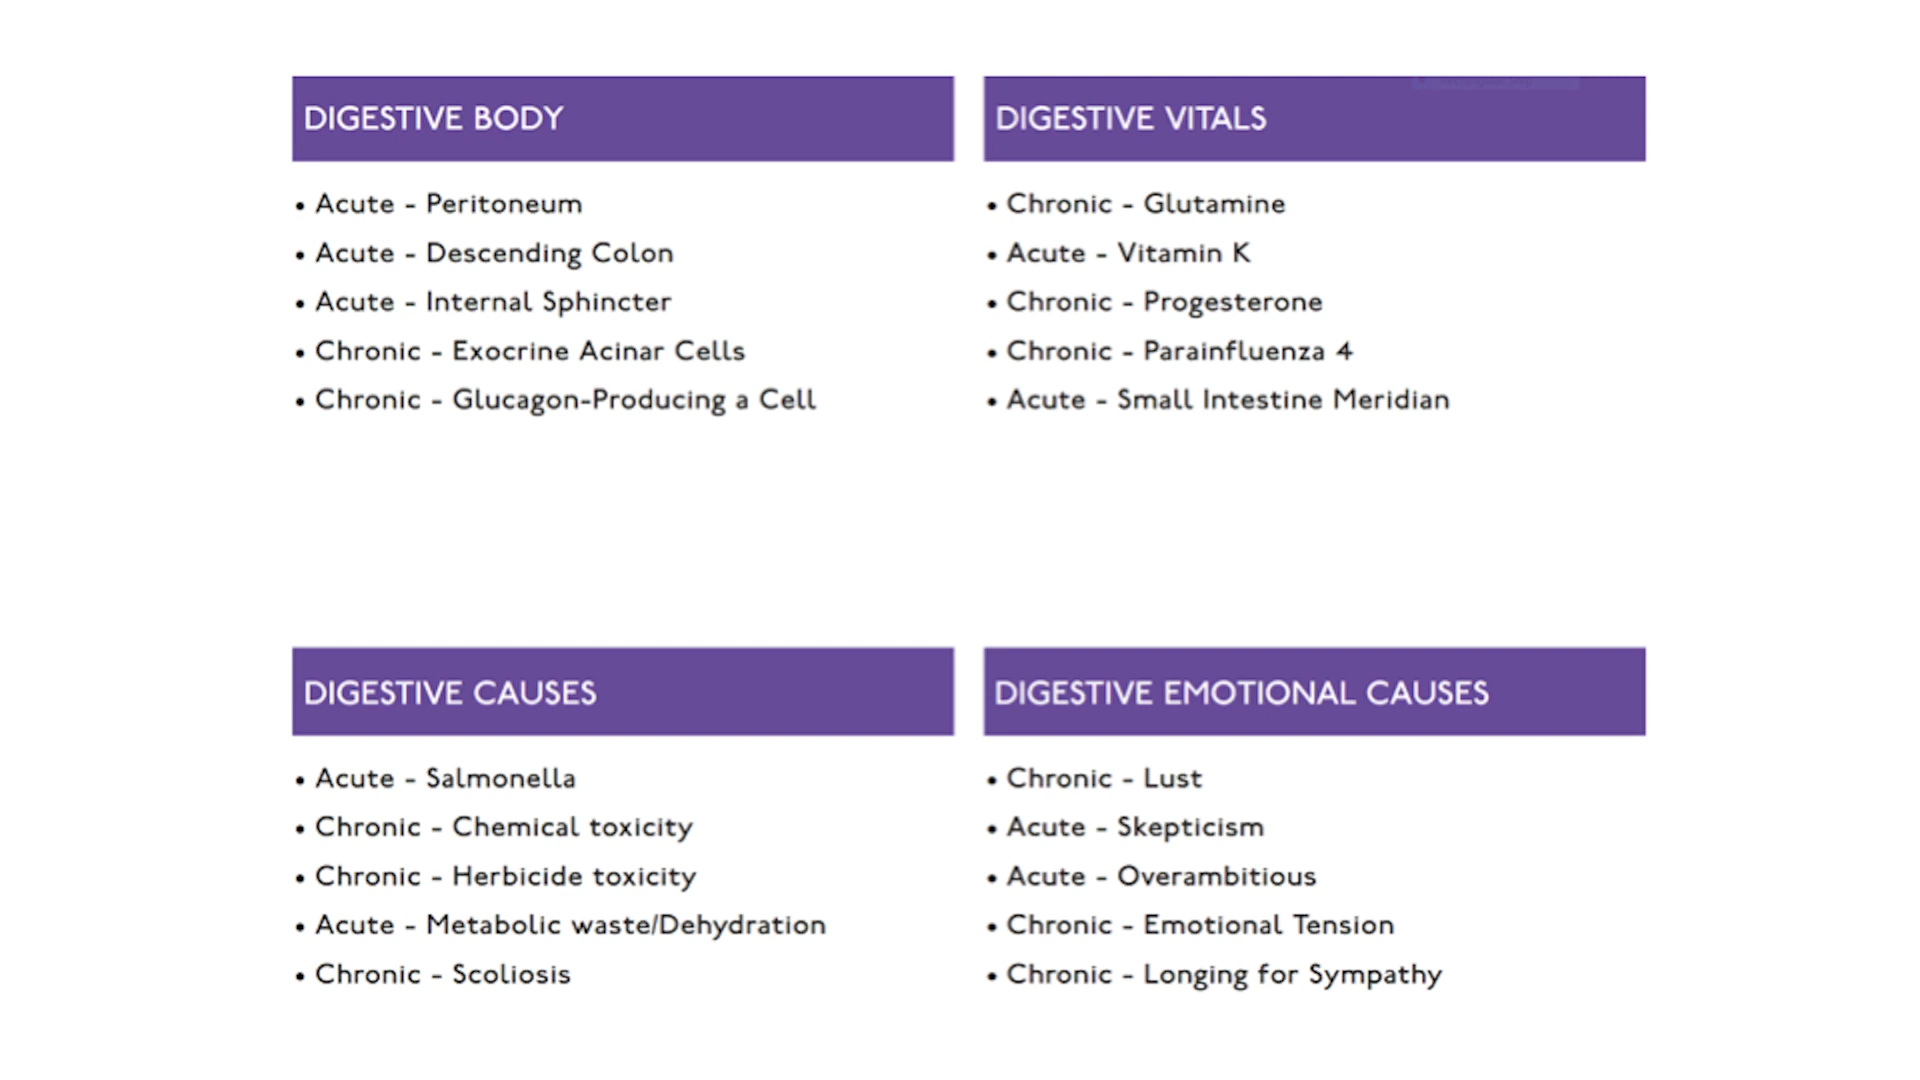 DIGESTIVE BODY
• Acute - Peritoneum
• Acute - Descending Colon
• Acute - Internal Sphincter
• Chronic - Exocrine Acinar Cells
• Chronic - Glucagon-Producing a Cell
DIGESTIVE VITALS
• Chronic - Glutamine
• Acute - Vitamin K
• Chronic - Progesterone
• Chronic - Parainfluenza 4
• Acute - Small Intestine Meridian
DIGESTIVE CAUSES
• Acute - Salmonella
• Chronic - Chemical toxicity
• Chronic - Herbicide toxicity
• Acute - Metabolic waste/Dehydration
• Chronic - Scoliosis
DIGESTIVE EMOTIONAL CAUSES
• Chronic - Lust
• Acute - Skepticism
• Acute - Overambitious
• Chronic - Emotional Tension
• Chronic - Longing for Sympathy